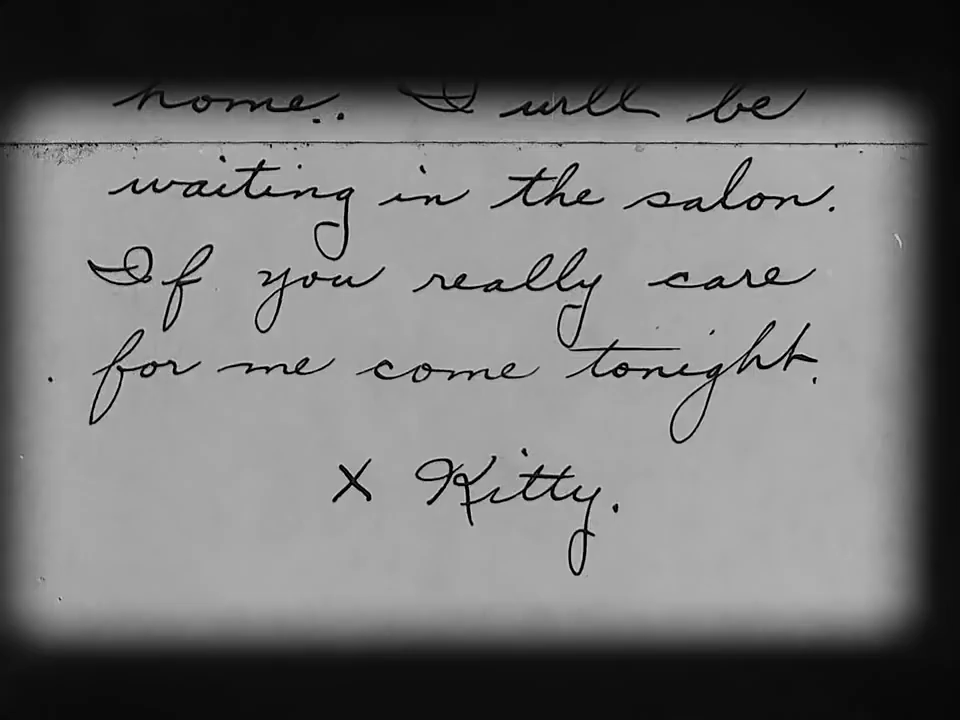 home.. I will be
waiting in the salon.
If you really care
for me come tonight.
X Kitty.